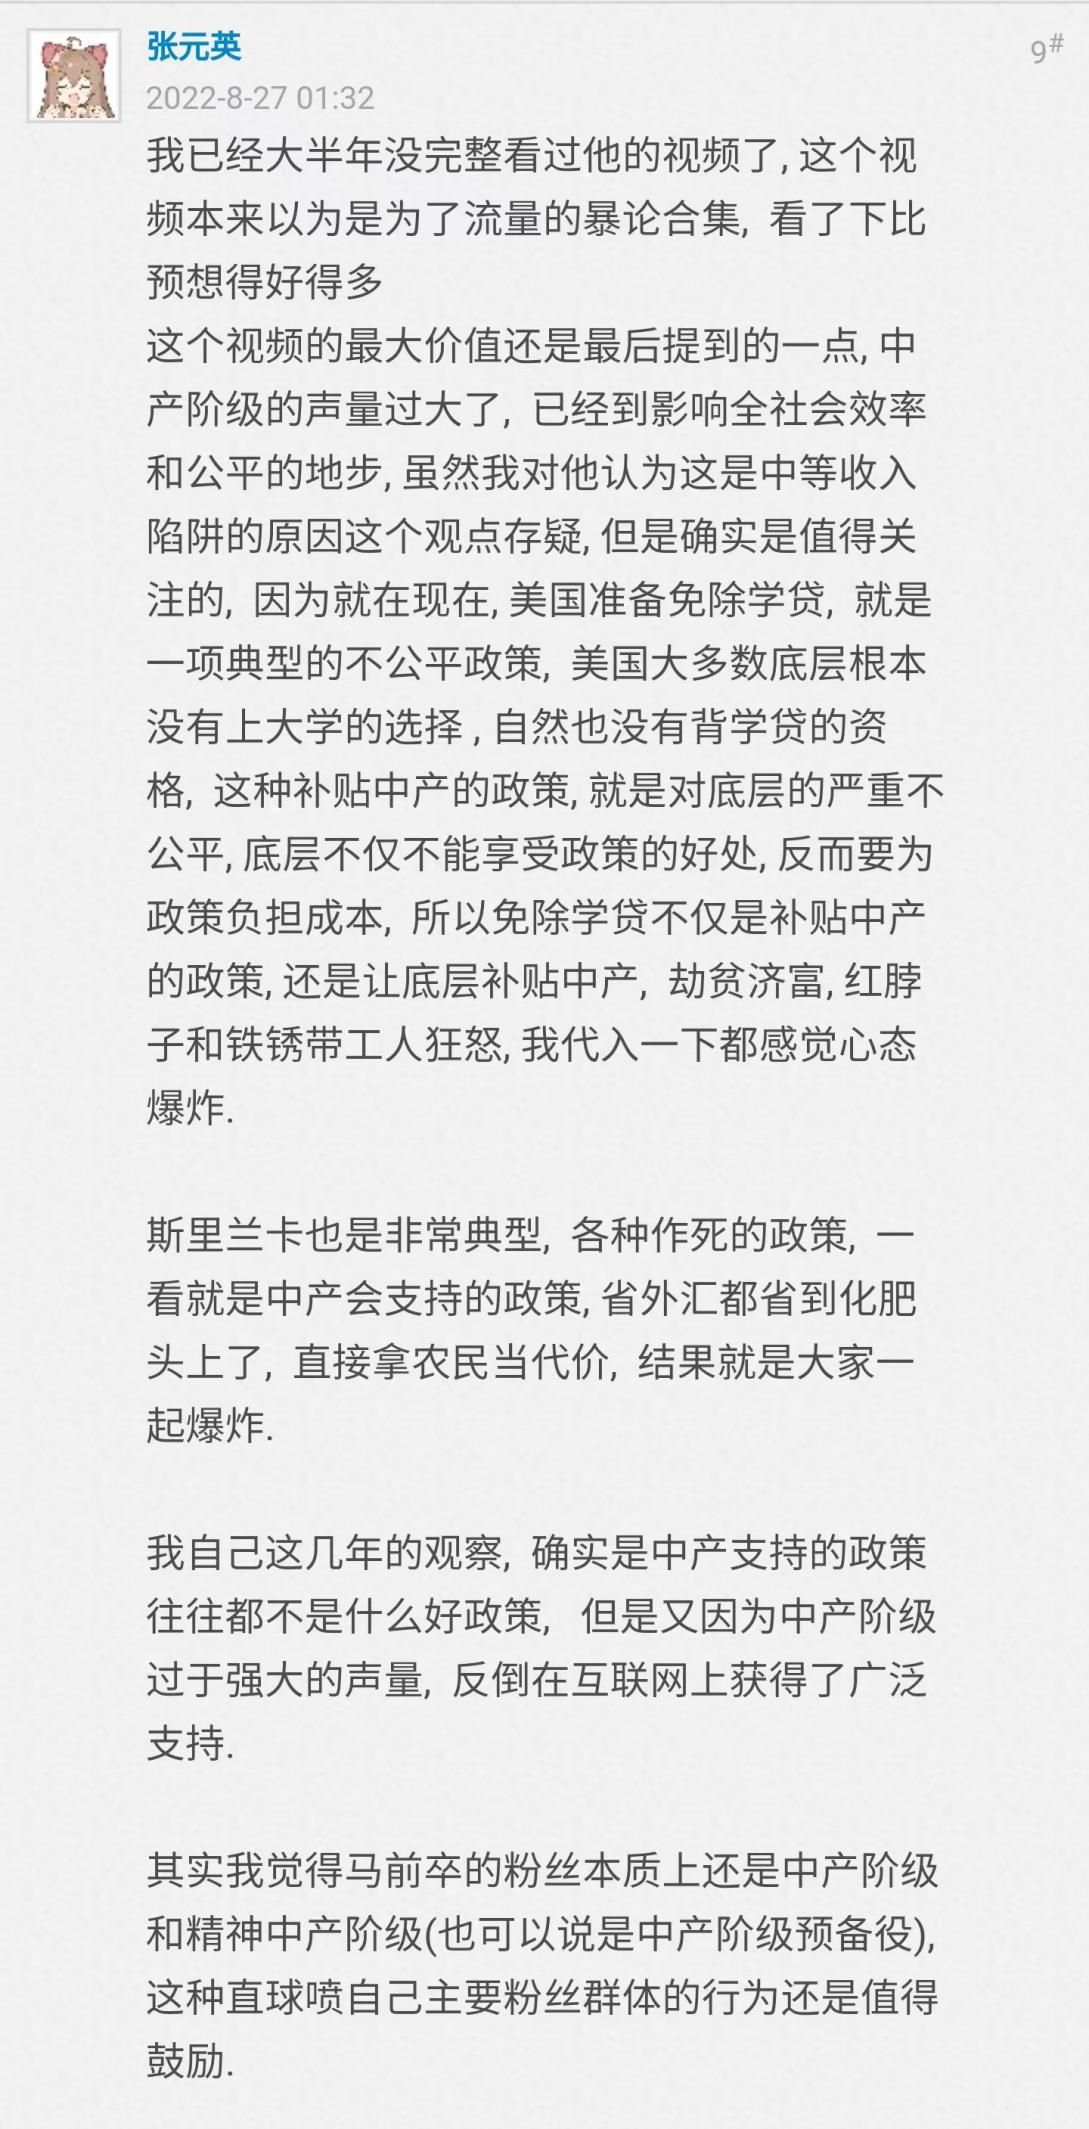 张元英
9#
2022-8-27 01:32
我已经大半年没完整看过他的视频了, 这个视
频本来以为是为了流量的暴论合集, 看了下比
预想得好得多
这个视频的最大价值还是最后提到的一点, 中
产阶级的声量过大了, 已经到影响全社会效率
和公平的地步, 虽然我对他认为这是中等收入
陷阱的原因这个观点存疑, 但是确实是值得关
注的, 因为就在现在, 美国准备免除学贷, 就是
一项典型的不公平政策, 美国大多数底层根本
没有上大学的选择 , 自然也没有背学贷的资
格, 这种补贴中产的政策, 就是对底层的严重不
公平, 底层不仅不能享受政策的好处, 反而要为
政策负担成本, 所以免除学贷不仅是补贴中产
的政策, 还是让底层补贴中产, 劫贫济富, 红脖
子和铁锈带工人狂怒, 我代入一下都感觉心态
爆炸.
斯里兰卡也是非常典型, 各种作死的政策, 一
看就是中产会支持的政策, 省外汇都省到化肥
头上了, 直接拿农民当代价, 结果就是大家一
起爆炸.
我自己这几年的观察, 确实是中产支持的政策
往往都不是什么好政策, 但是又因为中产阶级
过于强大的声量, 反倒在互联网上获得了广泛
支持.
其实我觉得马前卒的粉丝本质上还是中产阶级
和精神中产阶级(也可以说是中产阶级预备役),
这种直球喷自己主要粉丝群体的行为还是值得
鼓励.